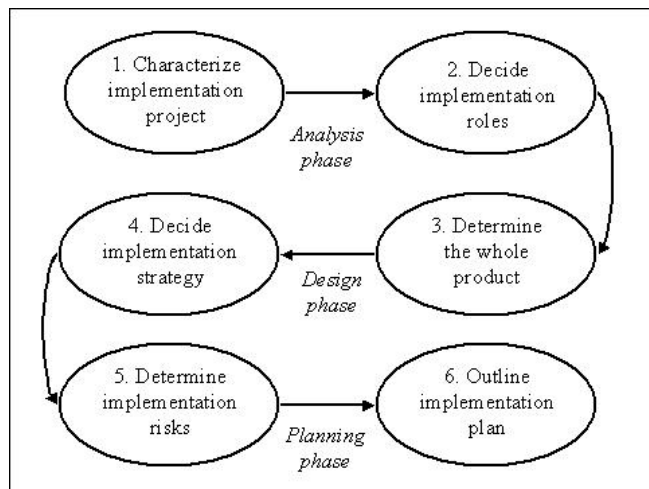 1. Characterize
implementation
project
Analysis
phase
2. Decide
implementation
roles
3. Determine
the whole
product
Design
phase
4. Decide
implementation
strategy
5. Determine
implementation
risks
Planning
phase
6. Outline
implementation
plan